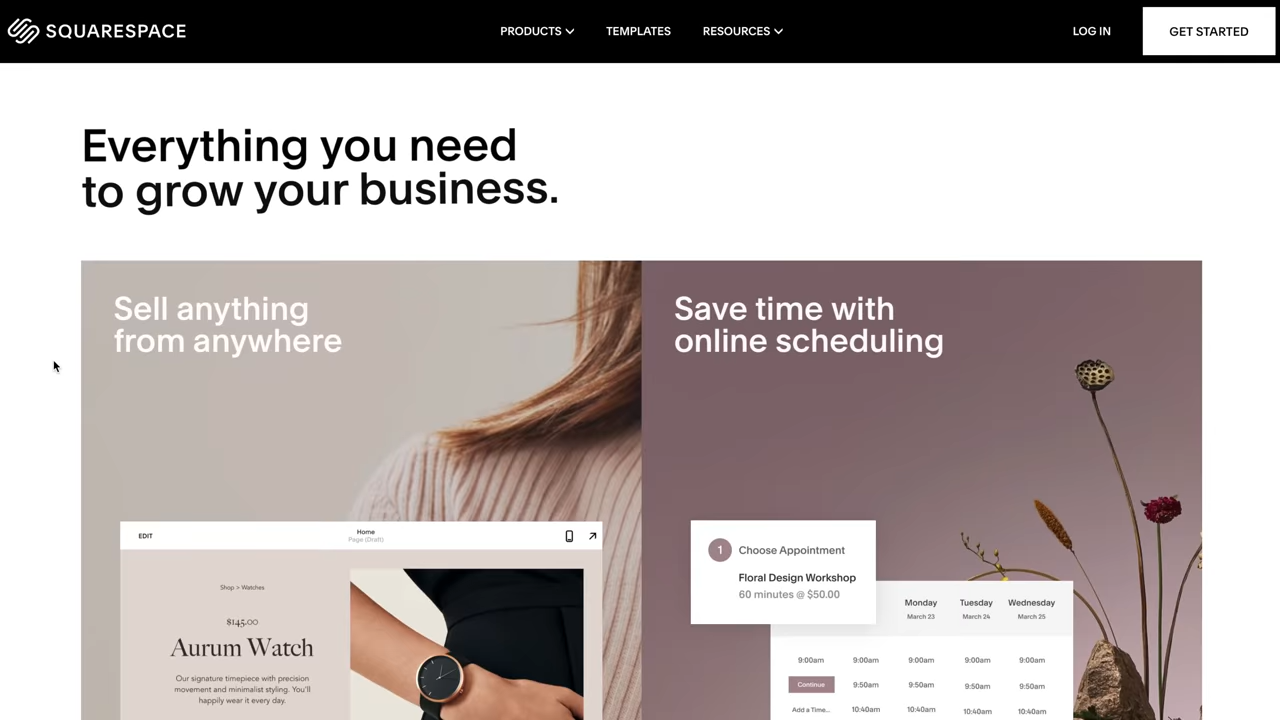 SQUARESPACE
PRODUCTS
TEMPLATES
RESOURCES
LOG IN
GET STARTED
Everything you need
to grow your business.
Sell anything
from anywhere
EDIT
Home
Page (Draft)
Shop > Watches
$145.00
Aurum Watch
Our signature timepiece with precision
movement and minimalist styling. You'll
happily wear it every day.
Save time with
online scheduling
1 Choose Appointment
Floral Design Workshop
60 minutes @ $50.00
Monday Tuesday Wednesday
March 23 March 24 March 25
9:00am 9:00am 9:00am 9:00am 9:00am
Continue 9:50am 9:50am 9:50am 9:50am
Add a Time... 10:40am 10:40am 10:40am 10:40am